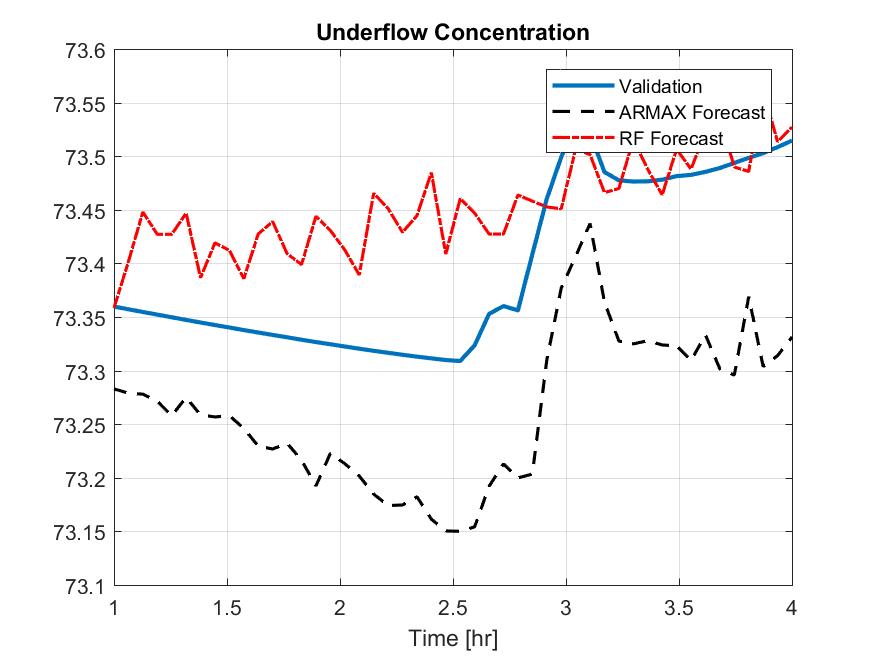 Underflow Concentration
73.6
73.55
73.5
73.45
73.4
73.35
73.3
73.25
73.2
73.15
73.1
Validation
ARMAX Forecast
RF Forecast
1 1.5 2 2.5 3 3.5 4
Time [hr]